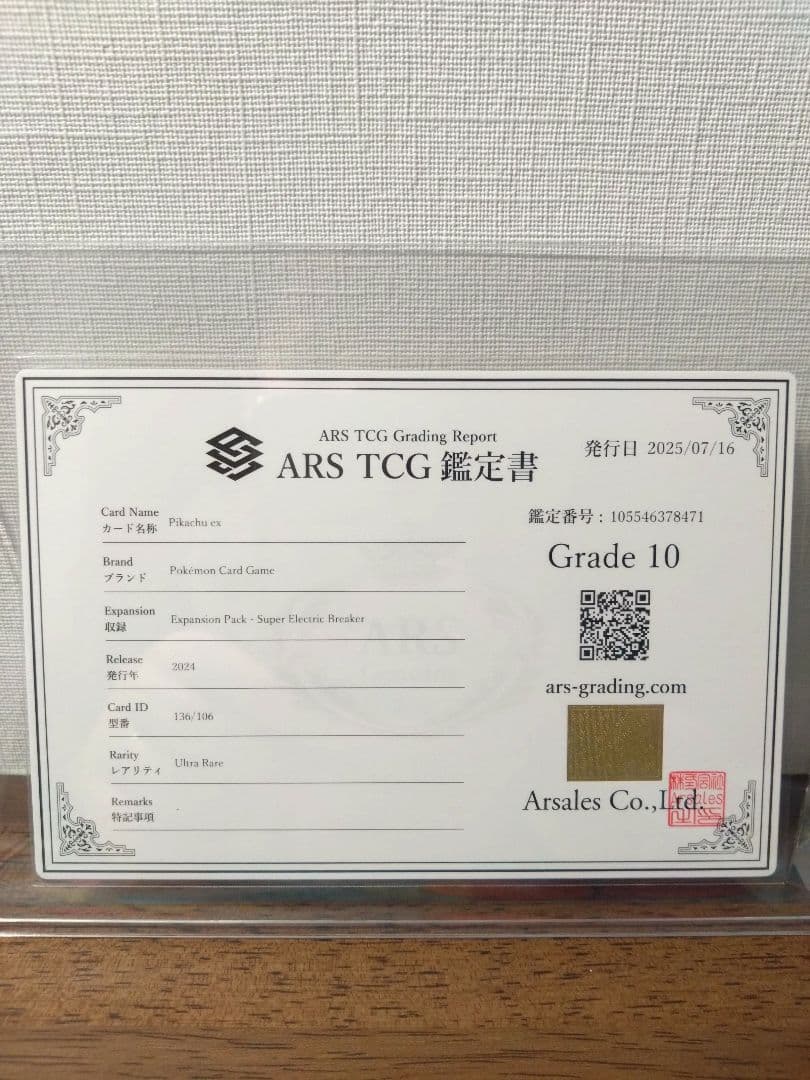 ARS TCG Grading Report
ARS TCG 鑑定書
発行日 2025/07/16
Card Name
カード名称
Pikachu ex
Brand
ブランド
Pokémon Card Game
Expansion
収録
Expansion Pack - Super Electric Breaker
Release
発行年
2024
Card ID
型番
136/106
Rarity
レアリティ
Ultra Rare
Remarks
特記事項
-
鑑定番号 : 105546378471
Grade 10
ars-grading.com
Arsales Co.,Ltd.
ARS